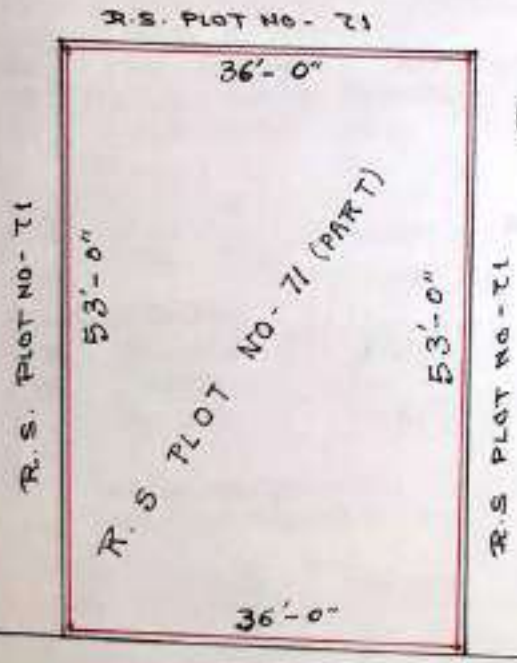 R.S. PLOT NO- 71
36'- 0"
R.S. PLOT NO- 71
53'- 0"
R.S PLOT NO- 71 (PART)
53'- 0"
R.S PLOT NO- 71
36'- 0"